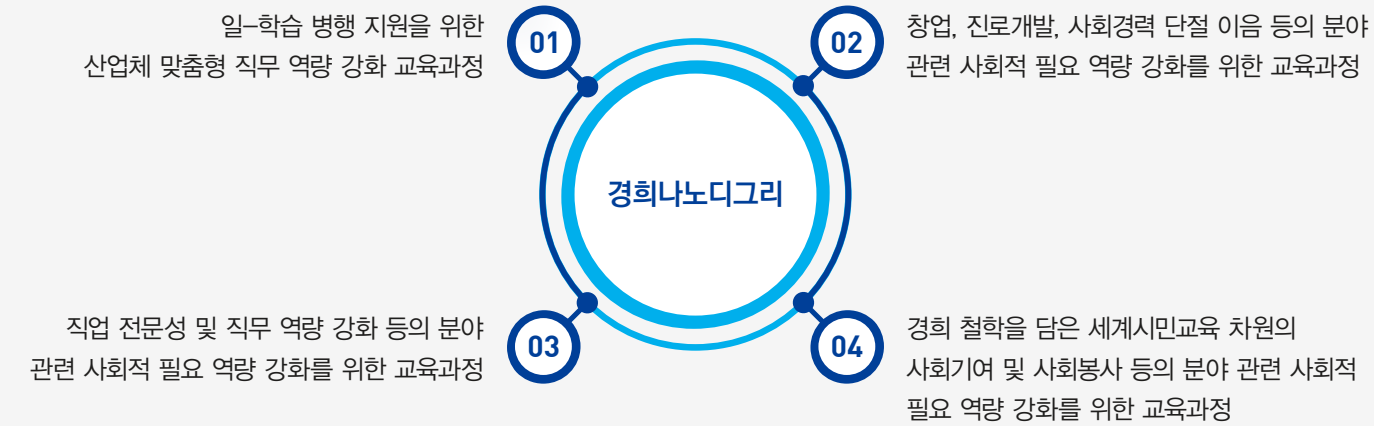 01
일-학습 병행 지원을 위한
산업체 맞춤형 직무 역량 강화 교육과정
02
창업, 진로개발, 사회경력 단절 이음 등의 분야
관련 사회적 필요 역량 강화를 위한 교육과정
경희나노디그리
03
직업 전문성 및 직무 역량 강화 등의 분야
관련 사회적 필요 역량 강화를 위한 교육과정
04
경희 철학을 담은 세계시민교육 차원의
사회기여 및 사회봉사 등의 분야 관련 사회적
필요 역량 강화를 위한 교육과정